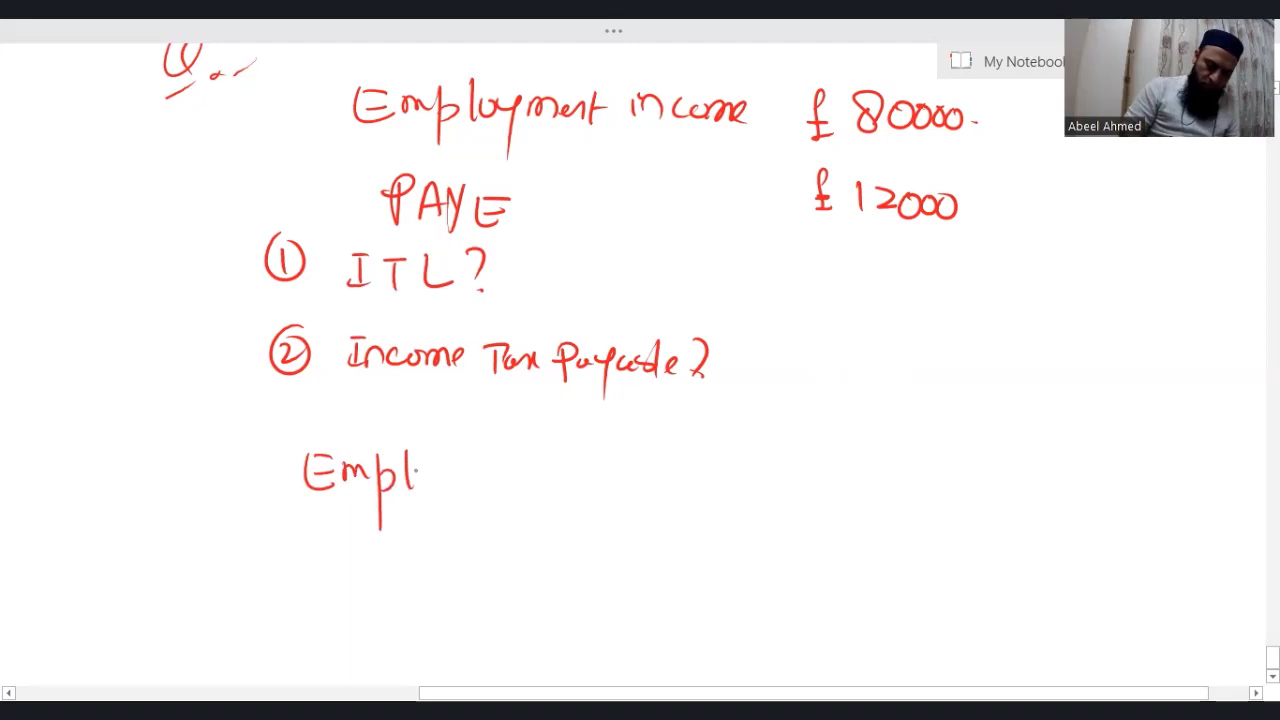 Q.
My Notebook
Employment income £ 80000.
Abeel Ahmed
PAYE £ 12000
① ITL?
② Income Tax Payable?
Empl